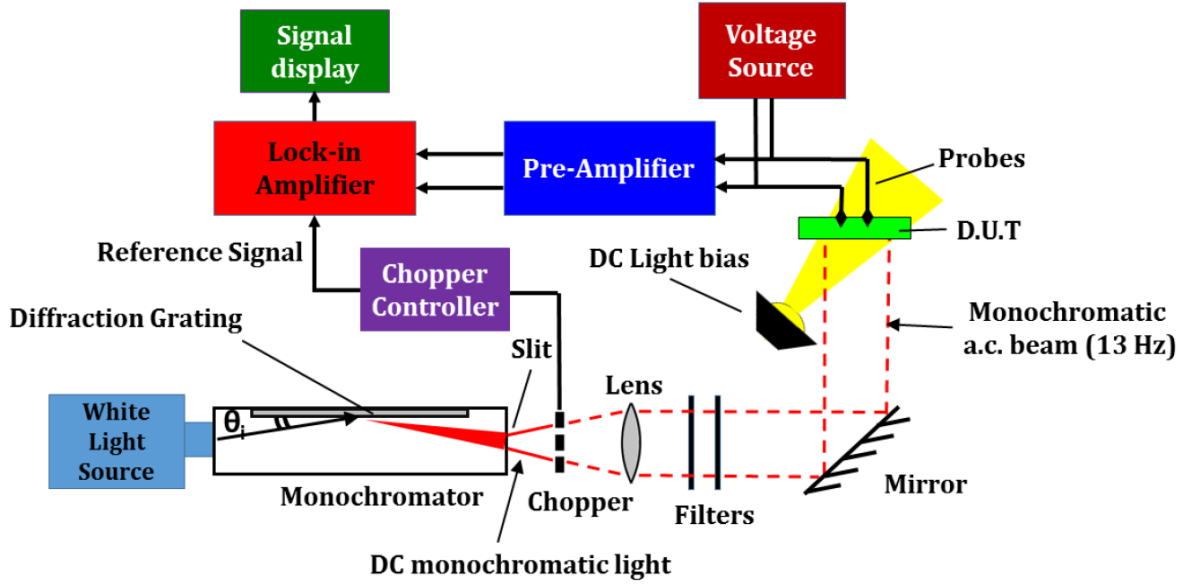 Signal
display
Voltage
Source
Lock-in
Amplifier
Pre-Amplifier
Probes
D.U.T
Reference Signal
Chopper
Controller
DC Light bias
Monochromatic
a.c. beam (13 Hz)
Diffraction Grating
Slit
Lens
White
Light
Source
θi
Monochromator
Chopper
Filters
Mirror
DC monochromatic light